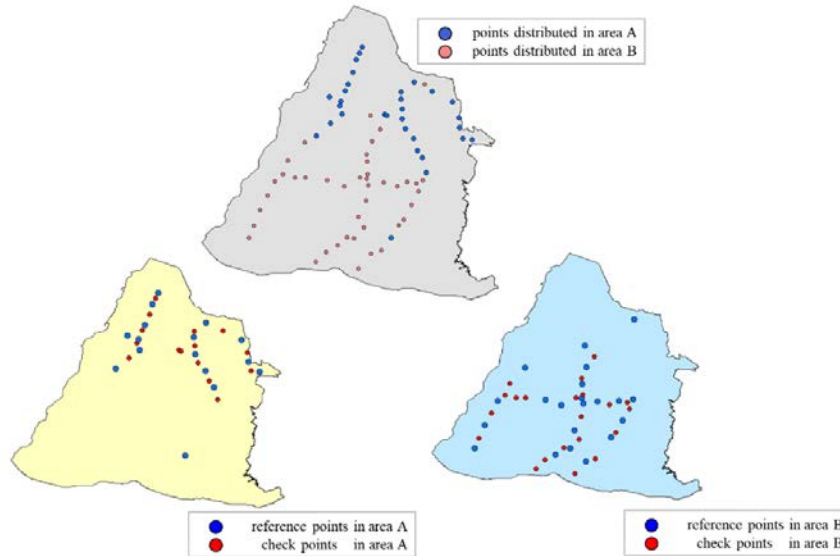 points distributed in area A
points distributed in area B
reference points in area A
check points in area A
reference points in area B
check points in area B